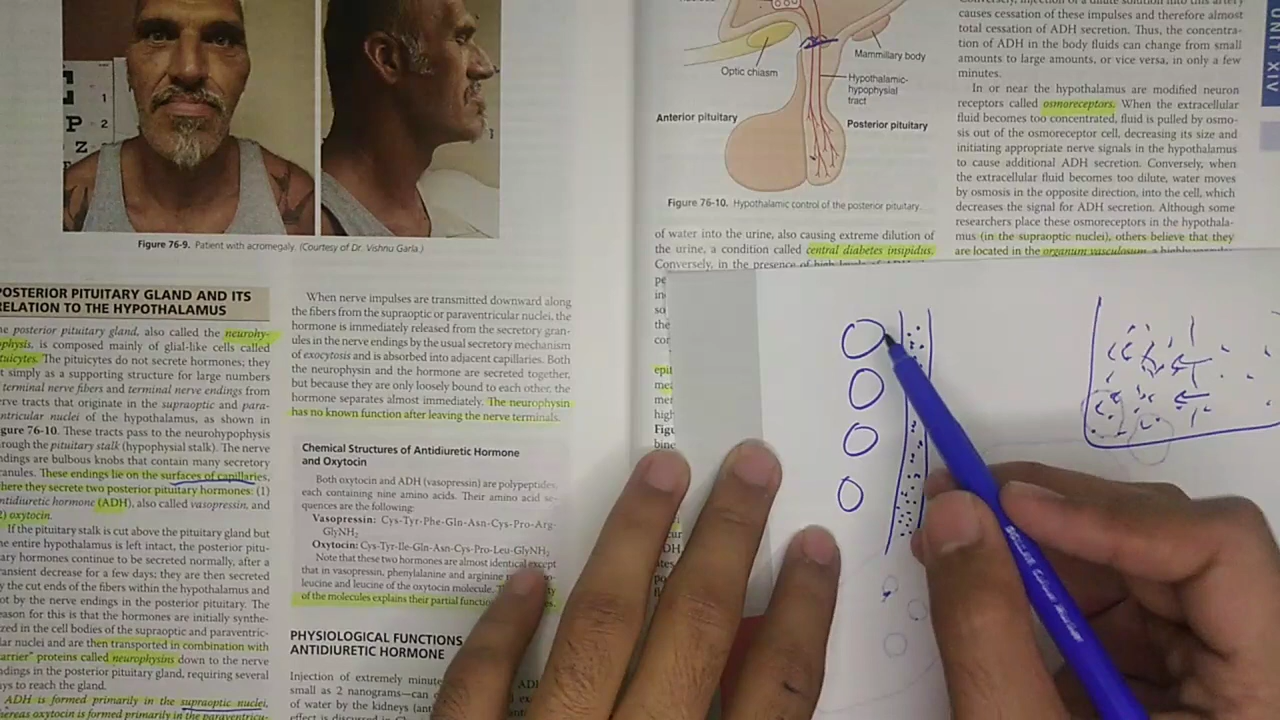 1
P 2
Z
Figure 76-9. Patient with acromegaly. (Courtesy of Dr. Vishnu Garla.)
POSTERIOR PITUITARY GLAND AND ITS
RELATION TO THE HYPOTHALAMUS
posterior pituitary gland, also called the neurohy-
is composed mainly of glial-like cells called
The pituicytes do not secrete hormones; they
simply as a supporting structure for large numbers
terminal nerve fibers and terminal nerve endings from
tracts that originate in the supraoptic and para-
nuclei of the hypothalamus, as shown in
76-10. These tracts pass to the neurohypophysis
the pituitary stalk (hypophysial stalk). The nerve
are bulbous knobs that contain many secretory
These endings lie on the surfaces of capillaries,
where they secrete two posterior pituitary hormones: (1)
hormone (ADH), also called vasopressin, and
oxytocin.
If the pituitary stalk is cut above the pituitary gland but
entire hypothalamus is left intact, the posterior pitu-
hormones continue to be secreted normally, after a
decrease for a few days; they are then secreted
the cut ends of the fibers within the hypothalamus and
by the nerve endings in the posterior pituitary. The
for this is that the hormones are initially synthe-
in the cell bodies of the supraoptic and paraventric-
nuclei and are then transported in combination with
proteins called neurophysins down to the nerve
in the posterior pituitary gland, requiring several
to reach the gland.
ADH is formed primarily in the supraoptic nuclei,
oxytocin is formed primarily in the
When nerve impulses are transmitted downward along
the fibers from the supraoptic or paraventricular nuclei, the
hormone is immediately released from the secretory gran-
ules in the nerve endings by the usual secretory mechanism
of exocytosis and is absorbed into adjacent capillaries. Both
the neurophysin and the hormone are secreted together,
but because they are only loosely bound to each other, the
hormone separates almost immediately. The neurophysin
has no known function after leaving the nerve terminals.
Chemical Structures of Antidiuretic Hormone
and Oxytocin
Both oxytocin and ADH (vasopressin) are polypeptides,
each containing nine amino acids. Their amino acid se-
quences are the following:
Vasopressin: Cys-Tyr-Phe-Gln-Asn-Cys-Pro-Arg-
GlyNH2
Oxytocin: Cys-Tyr-Ile-Gln-Asn-Cys-Pro-Leu-GlyNH2
Note that these two hormones are almost identical except
that in vasopressin, phenylalanine and arginine
leucine and leucine of the oxytocin molecule.
of the molecules explains their partial
PHYSIOLOGICAL FUNCTIONS
ANTIDIURETIC HORMONE
Injection of extremely minute
small as 2 nanograms—can
of water by the kidneys
Optic chiasm
Mammillary body
Hypothalamic-
hypophysial
tract
Anterior pituitary
Posterior pituitary
Figure 76-10. Hypothalamic control of the posterior pituitary.
of water into the urine, also causing extreme dilution of
the urine, a condition called central diabetes insipidus.
Conversely, in the presence of high levels of
causes cessation of these impulses and therefore almost
total cessation of ADH secretion. Thus, the concentra-
tion of ADH in the body fluids can change from small
amounts to large amounts, or vice versa, in only a few
minutes.
In or near the hypothalamus are modified neuron
receptors called osmoreceptors. When the extracellular
fluid becomes too concentrated, fluid is pulled by osmo-
sis out of the osmoreceptor cell, decreasing its size and
initiating appropriate nerve signals in the hypothalamus
to cause additional ADH secretion. Conversely, when
the extracellular fluid becomes too dilute, water moves
by osmosis in the opposite direction, into the cell, which
decreases the signal for ADH secretion. Although some
researchers place these osmoreceptors in the hypothala-
mus (in the supraoptic nuclei), others believe that they
are located in the organum vasculosum
UNIT XIV